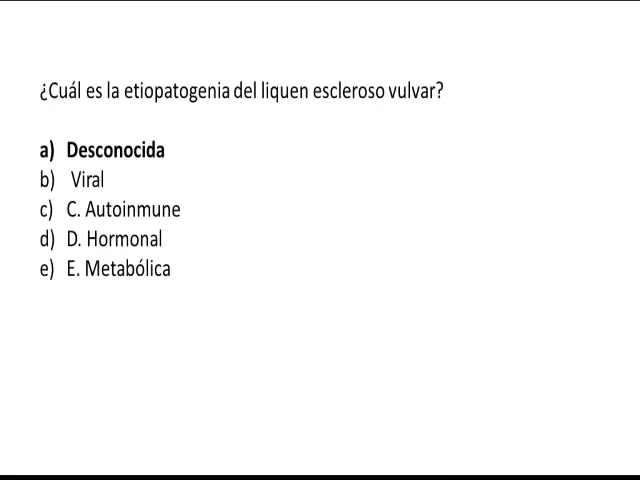 ¿Cuál es la etiopatogenia del liquen escleroso vulvar?
a) Desconocida
b) Viral
c) C. Autoinmune
d) D. Hormonal
e) E. Metabólica